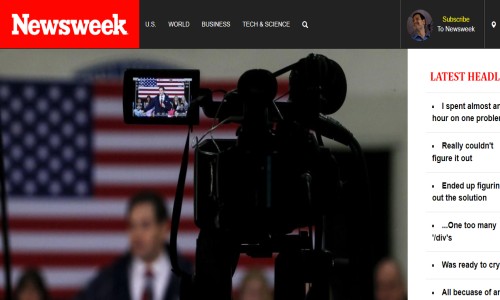 Newsweek
U.S. WORLD BUSINESS TECH & SCIENCE
Subscribe
To Newsweek
LATEST HEADL
I spent almost an
hour on one problem
Really couldn't
figure it out
Ended up figurin
out the solution
...One too many
'/div's
Was ready to cry
All becuase of an